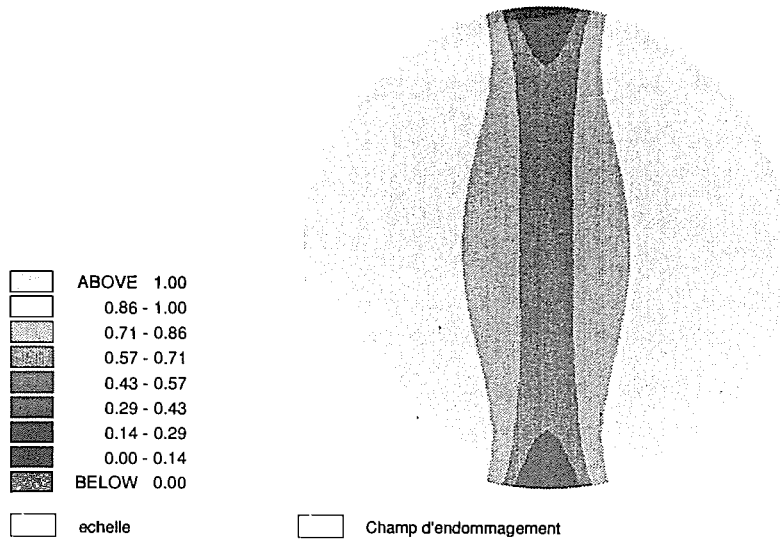 ABOVE 1.00
0.86 - 1.00
0.71 - 0.86
0.57 - 0.71
0.43 - 0.57
0.29 - 0.43
0.14 - 0.29
0.00 - 0.14
BELOW 0.00
echelle
Champ d'endommagement